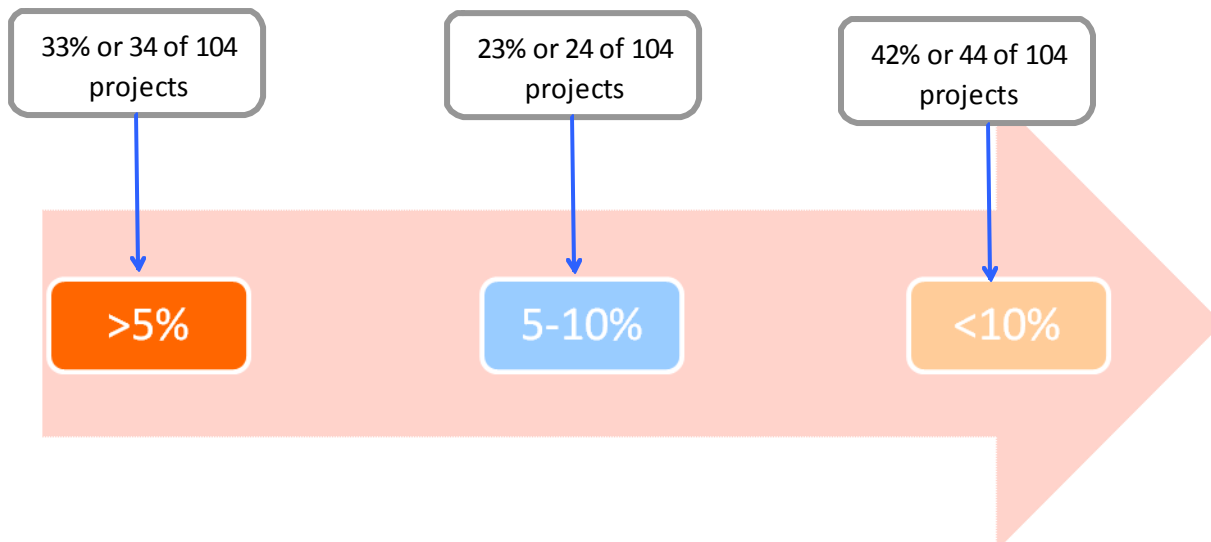 33% or 34 of 104
projects
23% or 24 of 104
projects
42% or 44 of 104
projects
>5%
5-10%
<10%